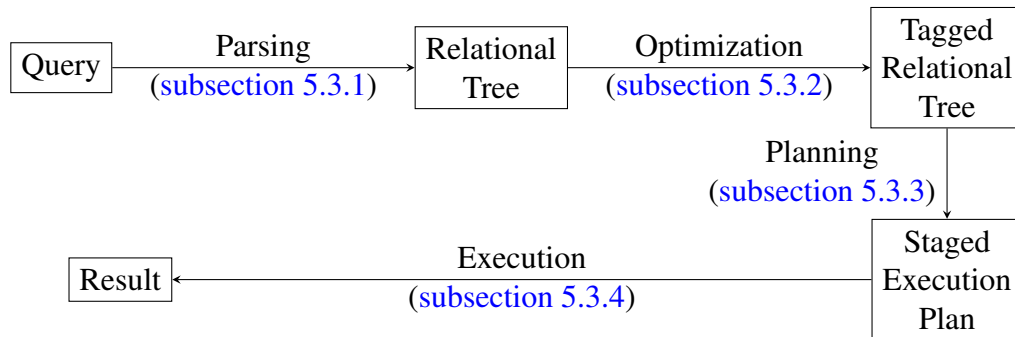 Query
Parsing
(subsection 5.3.1)
Relational
Tree
Optimization
(subsection 5.3.2)
Tagged
Relational
Tree
Planning
(subsection 5.3.3)
Staged
Execution
Plan
Execution
(subsection 5.3.4)
Result